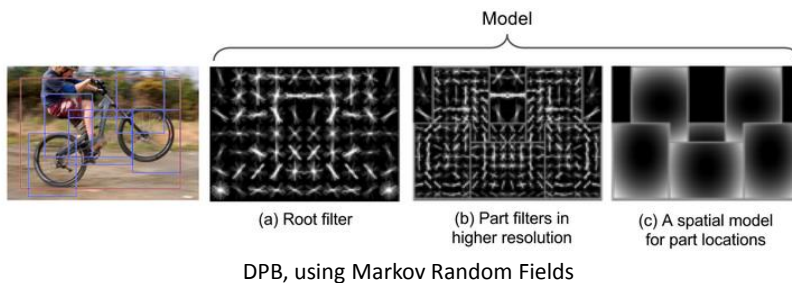 Model
(a) Root filter
(b) Part filters in
higher resolution
(c) A spatial model
for part locations
DPB, using Markov Random Fields